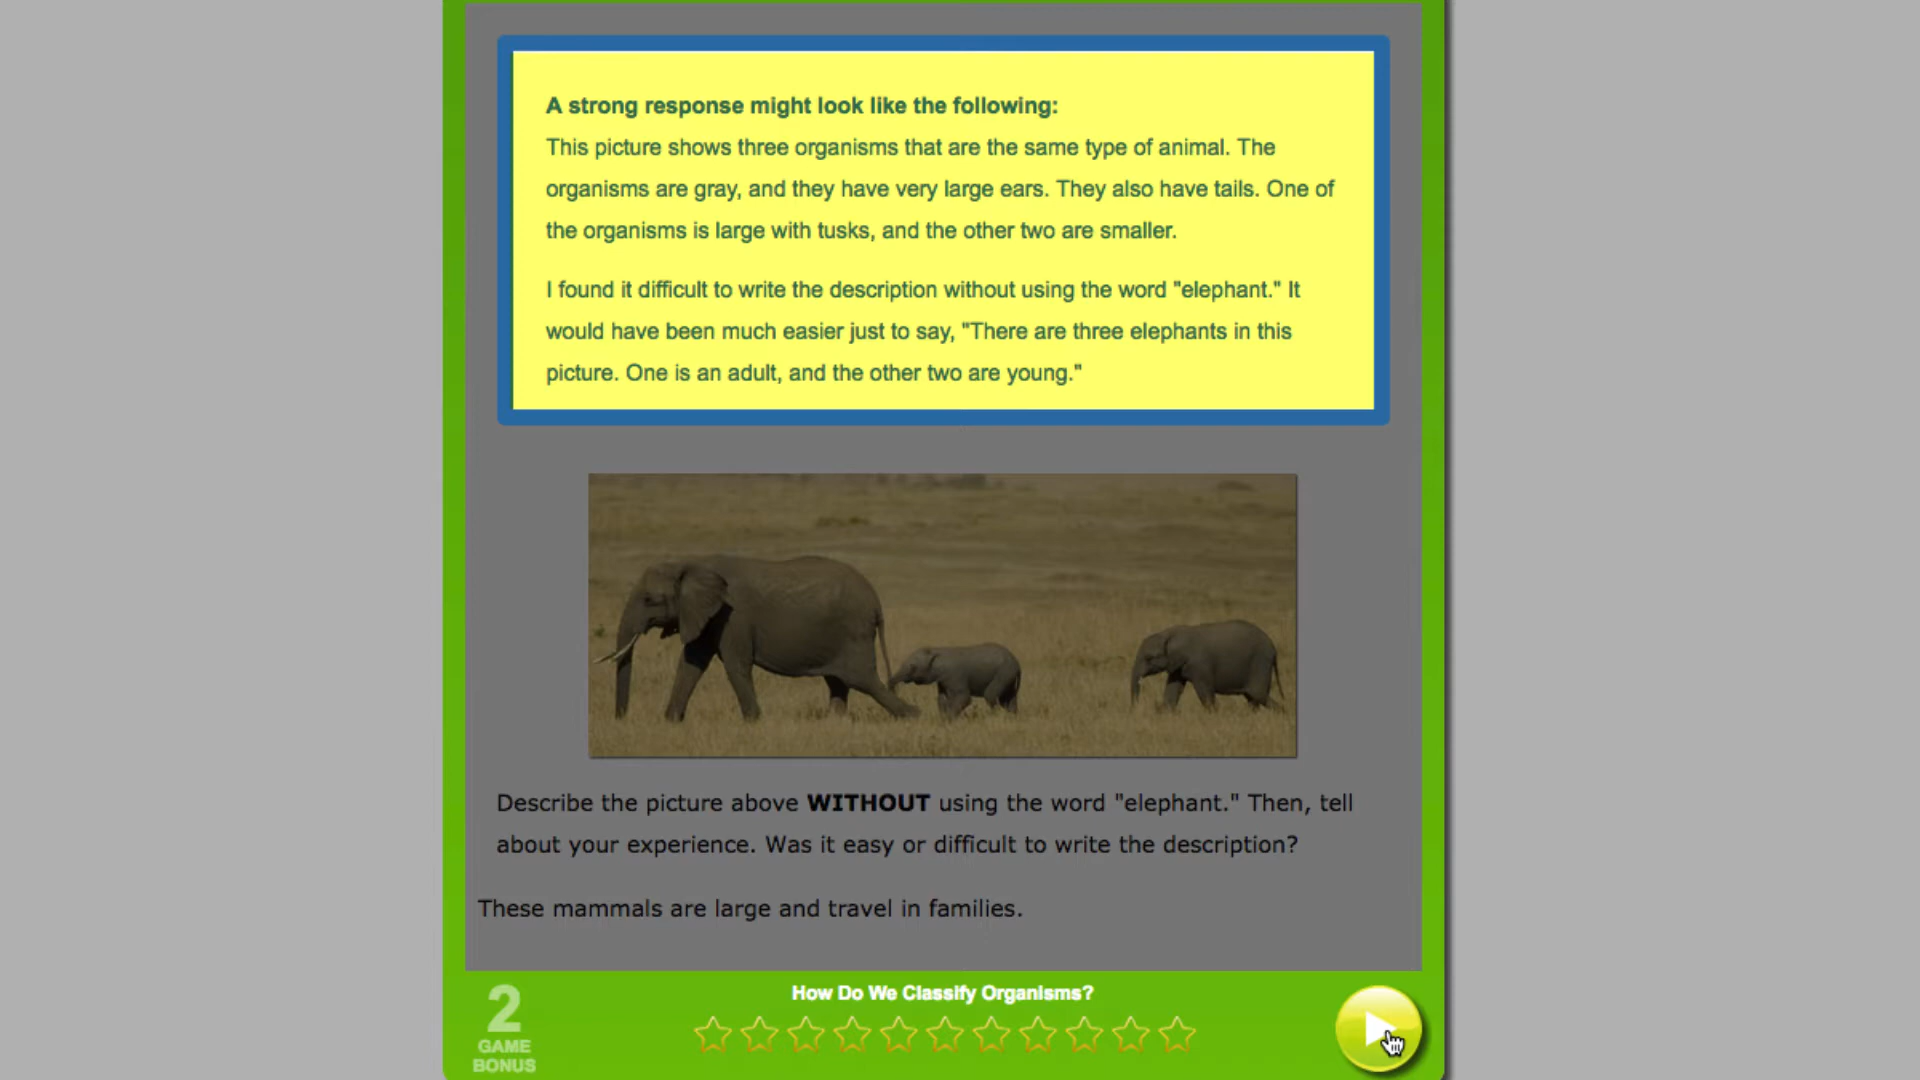 A strong response might look like the following:
This picture shows three organisms that are the same type of animal. The
organisms are gray, and they have very large ears. They also have tails. One of
the organisms is large with tusks, and the other two are smaller.
I found it difficult to write the description without using the word "elephant." It
would have been much easier just to say, "There are three elephants in this
picture. One is an adult, and the other two are young."
Describe the picture above WITHOUT using the word "elephant." Then, tell
about your experience. Was it easy or difficult to write the description?
These mammals are large and travel in families.
2
GAME
BONUS
How Do We Classify Organisms?